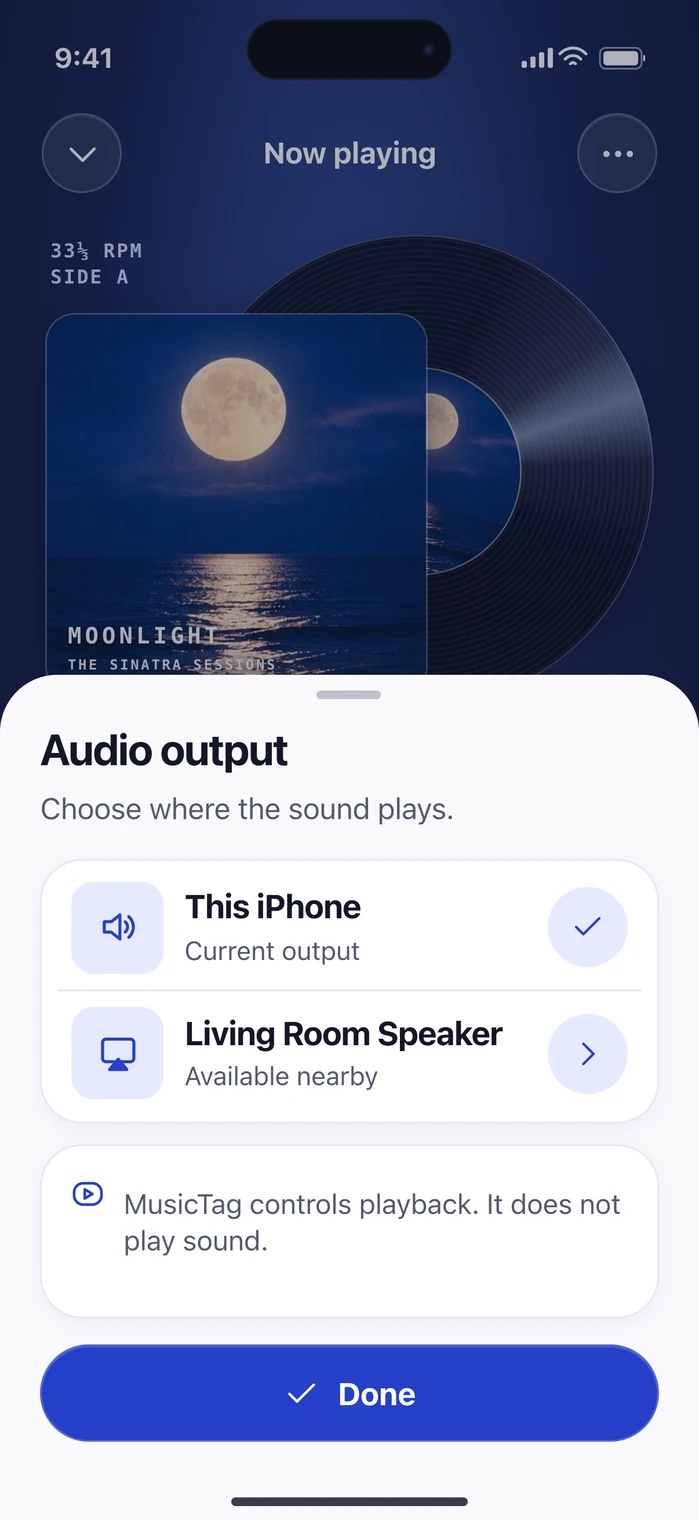 9:41
Now playing
33⅓ RPM
SIDE A
MOONLIGHT
THE SINATRA SESSIONS
Audio output
Choose where the sound plays.
This iPhone
Current output
Living Room Speaker
Available nearby
MusicTag controls playback. It does not
play sound.
Done